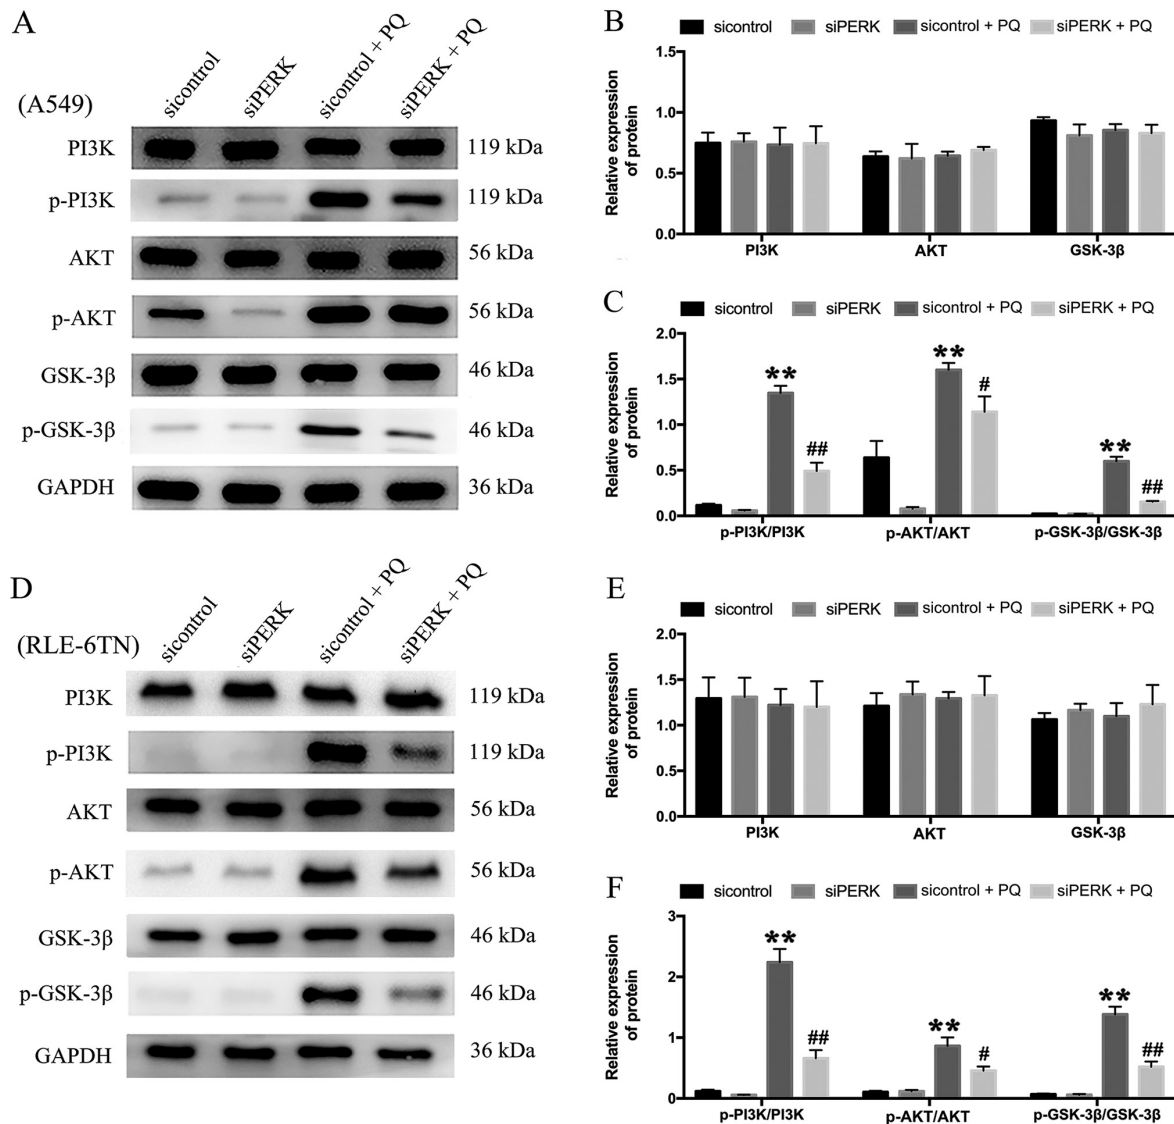 A
(A549)
sicontrol
siPERK
sicontrol + PQ
siPERK + PQ
PI3K 119 kDa
p-PI3K 119 kDa
AKT 56 kDa
p-AKT 56 kDa
GSK-3β 46 kDa
p-GSK-3β 46 kDa
GAPDH 36 kDa
B
sicontrol siPERK sicontrol + PQ siPERK + PQ
Relative expression
of protein
1.5
1.0
0.5
0.0
PI3K AKT GSK-3β
C
sicontrol siPERK sicontrol + PQ siPERK + PQ
Relative expression
of protein
2.0
1.5
1.0
0.5
0.0
** ## ** # ** ##
p-PI3K/PI3K p-AKT/AKT p-GSK-3β/GSK-3β
D
(RLE-6TN)
sicontrol
siPERK
sicontrol + PQ
siPERK + PQ
PI3K 119 kDa
p-PI3K 119 kDa
AKT 56 kDa
p-AKT 56 kDa
GSK-3β 46 kDa
p-GSK-3β 46 kDa
GAPDH 36 kDa
E
sicontrol siPERK sicontrol + PQ siPERK + PQ
Relative expression
of protein
2.0
1.5
1.0
0.5
0.0
PI3K AKT GSK-3β
F
sicontrol siPERK sicontrol + PQ siPERK + PQ
Relative expression
of protein
3
2
1
0
** ## ** # ** ##
p-PI3K/PI3K p-AKT/AKT p-GSK-3β/GSK-3β